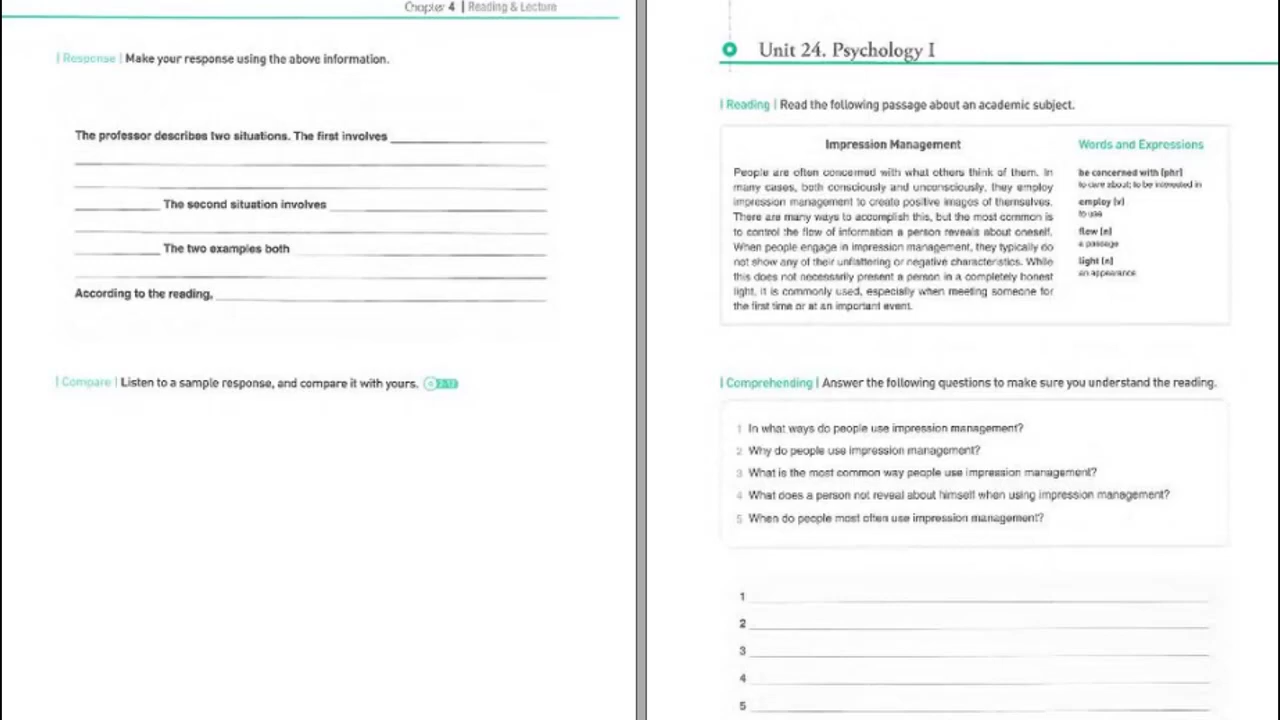 Chapter 4 | Reading & Lecture
| Response | Make your response using the above information.
The professor describes two situations. The first involves
The second situation involves
The two examples both
According to the reading,
| Compare | Listen to a sample response, and compare it with yours.
Unit 24. Psychology I
| Reading | Read the following passage about an academic subject.
Impression Management
People are often concerned with what others think of them. In
many cases, both consciously and unconsciously, they employ
impression management to create positive images of themselves.
There are many ways to accomplish this, but the most common is
to control the flow of information a person reveals about oneself.
When people engage in impression management, they typically do
not show any of their unflattering or negative characteristics. While
this does not necessarily present a person in a completely honest
light, it is commonly used, especially when meeting someone for
the first time or at an important event.
Words and Expressions
be concerned with [phr]
to care about; to be interested in
employ [v]
to use
flow [n]
a passage
light [n]
an appearance
| Comprehending | Answer the following questions to make sure you understand the reading.
1 In what ways do people use impression management?
2 Why do people use impression management?
3 What is the most common way people use impression management?
4 What does a person not reveal about himself when using impression management?
5 When do people most often use impression management?
1
2
3
4
5